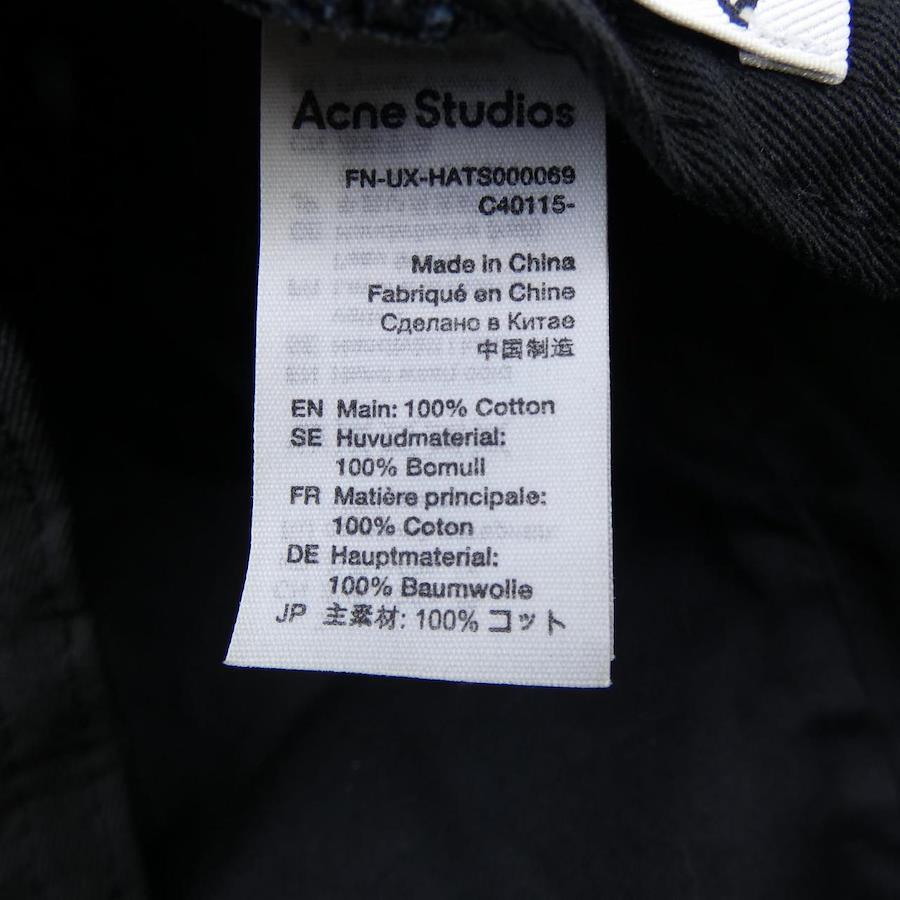 Acne Studios
FN-UX-HATS000069
C40115-
Made in China
Fabriqué en Chine
Сделано в Китае
中国制造
EN Main: 100% Cotton
SE Huvudmaterial:
100% Bomull
FR Matière principale:
100% Coton
DE Hauptmaterial:
100% Baumwolle
JP 主素材: 100% コット